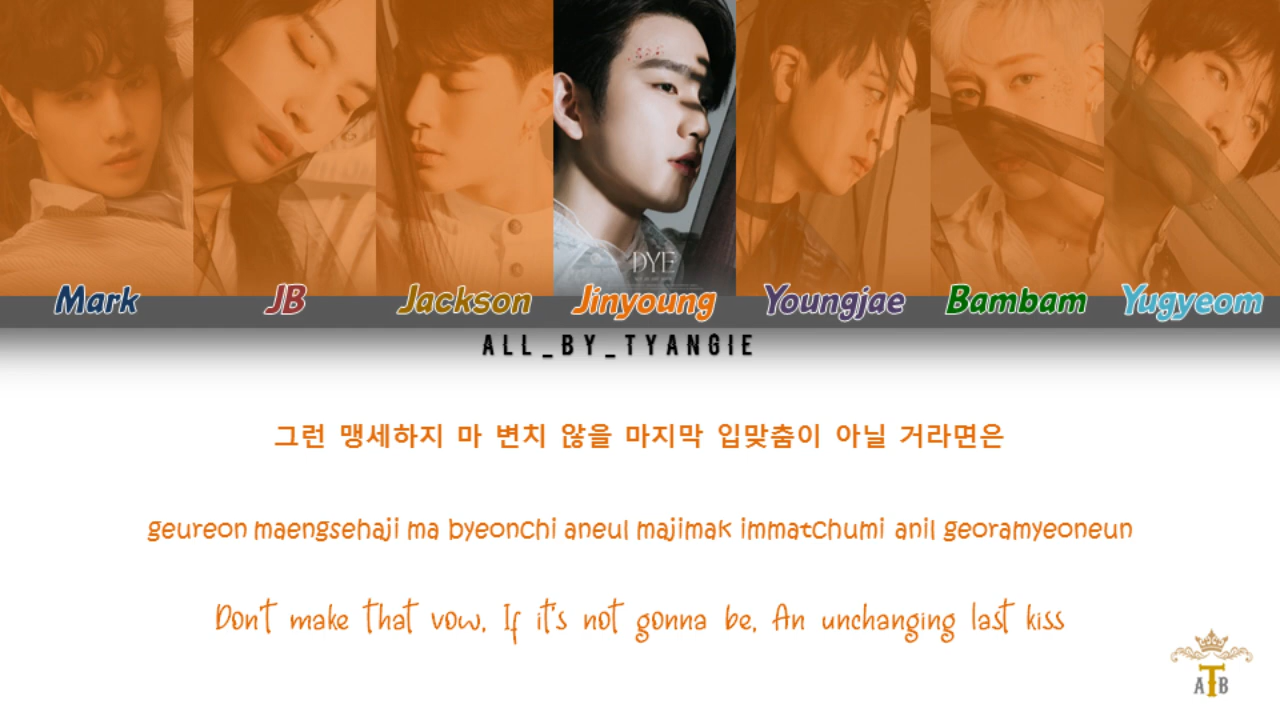 DYE
Mark JB Jackson Jinyoung Youngjae Bambam Yugyeom
ALL_BY_TYANGIE
그런 맹세하지 마 변치 않을 마지막 입맞춤이 아닐 거라면은
geureon maengsehaji ma byeonchi aneul majimak immatchumi anil georamyeoneun
Don't make that vow, If it's not gonna be, An unchanging last kiss
ATB